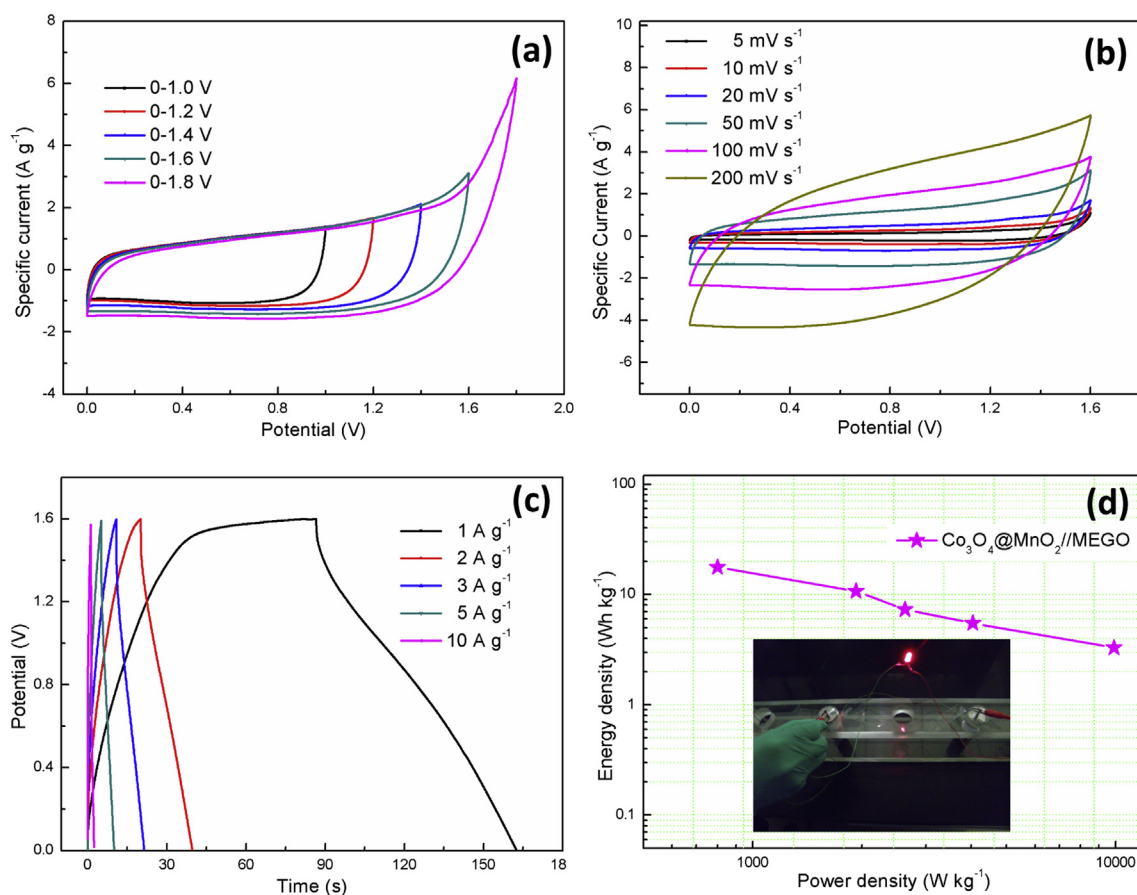 (a)
0-1.0 V
0-1.2 V
0-1.4 V
0-1.6 V
0-1.8 V
Specific current (A g⁻¹)
8
6
4
2
0
-2
-4
0.0 0.4 0.8 1.2 1.6 2.0
Potential (V)
(b)
5 mV s⁻¹
10 mV s⁻¹
20 mV s⁻¹
50 mV s⁻¹
100 mV s⁻¹
200 mV s⁻¹
Specific Current (A g⁻¹)
10
8
6
4
2
0
-2
-4
-6
0.0 0.4 0.8 1.2 1.6
Potential (V)
(c)
1 A g⁻¹
2 A g⁻¹
3 A g⁻¹
5 A g⁻¹
10 A g⁻¹
Potential (V)
1.6
1.2
0.8
0.4
0.0
0 30 60 90 120 150 18
Time (s)
(d)
Co₃O₄@MnO₂//MEGO
Energy density (Wh kg⁻¹)
100
10
1
0.1
1000 10000
Power density (W kg⁻¹)